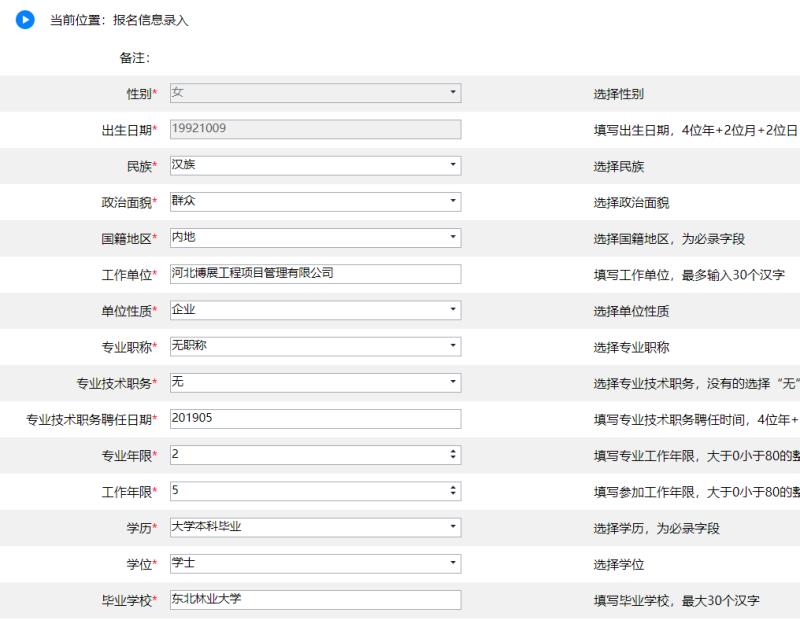 当前位置：报名信息录入
备注：
性别* 女 选择性别
出生日期* 19921009 填写出生日期，4位年+2位月+2位日
民族* 汉族 选择民族
政治面貌* 群众 选择政治面貌
国籍地区* 内地 选择国籍地区，为必录字段
工作单位* 河北博展工程项目管理有限公司 填写工作单位，最多输入30个汉字
单位性质* 企业 选择单位性质
专业职称* 无职称 选择专业职称
专业技术职务* 无 选择专业技术职务，没有的选择“无”
专业技术职务聘任日期* 201905 填写专业技术职务聘任时间，4位年+
专业年限* 2 填写专业工作年限，大于0小于80的整
工作年限* 5 填写参加工作年限，大于0小于80的整
学历* 大学本科毕业 选择学历，为必录字段
学位* 学士 选择学位
毕业学校* 东北林业大学 填写毕业学校，最大30个汉字